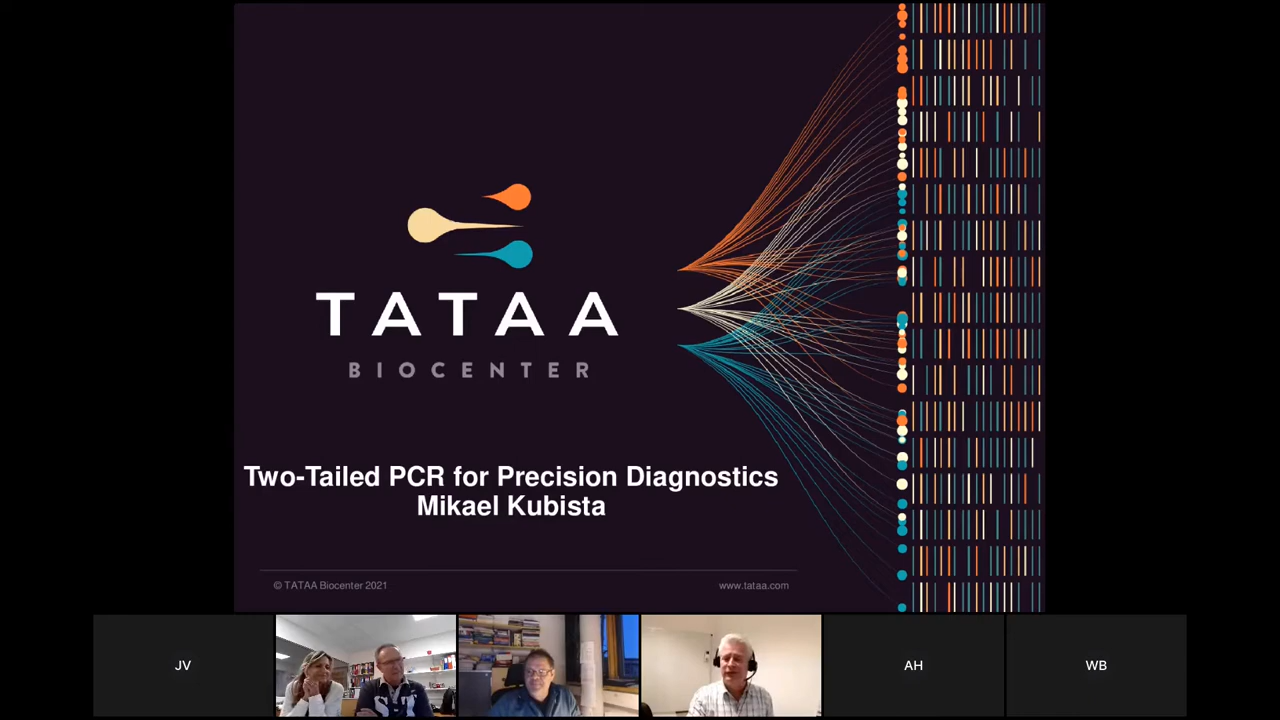 TATAA
BIOCENTER
Two-Tailed PCR for Precision Diagnostics
Mikael Kubista
© TATAA Biocenter 2021
www.tataa.com
JV
AH
WB